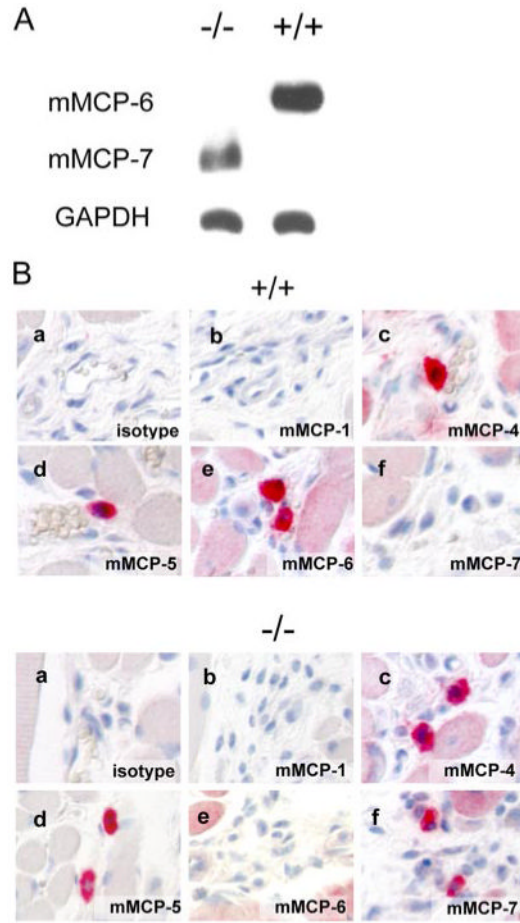 A
-/- +/+
mMCP-6
mMCP-7
GAPDH
B
+/+
a b c
isotype mMCP-1 mMCP-4
d e f
mMCP-5 mMCP-6 mMCP-7
-/-
a b c
isotype mMCP-1 mMCP-4
d e f
mMCP-5 mMCP-6 mMCP-7